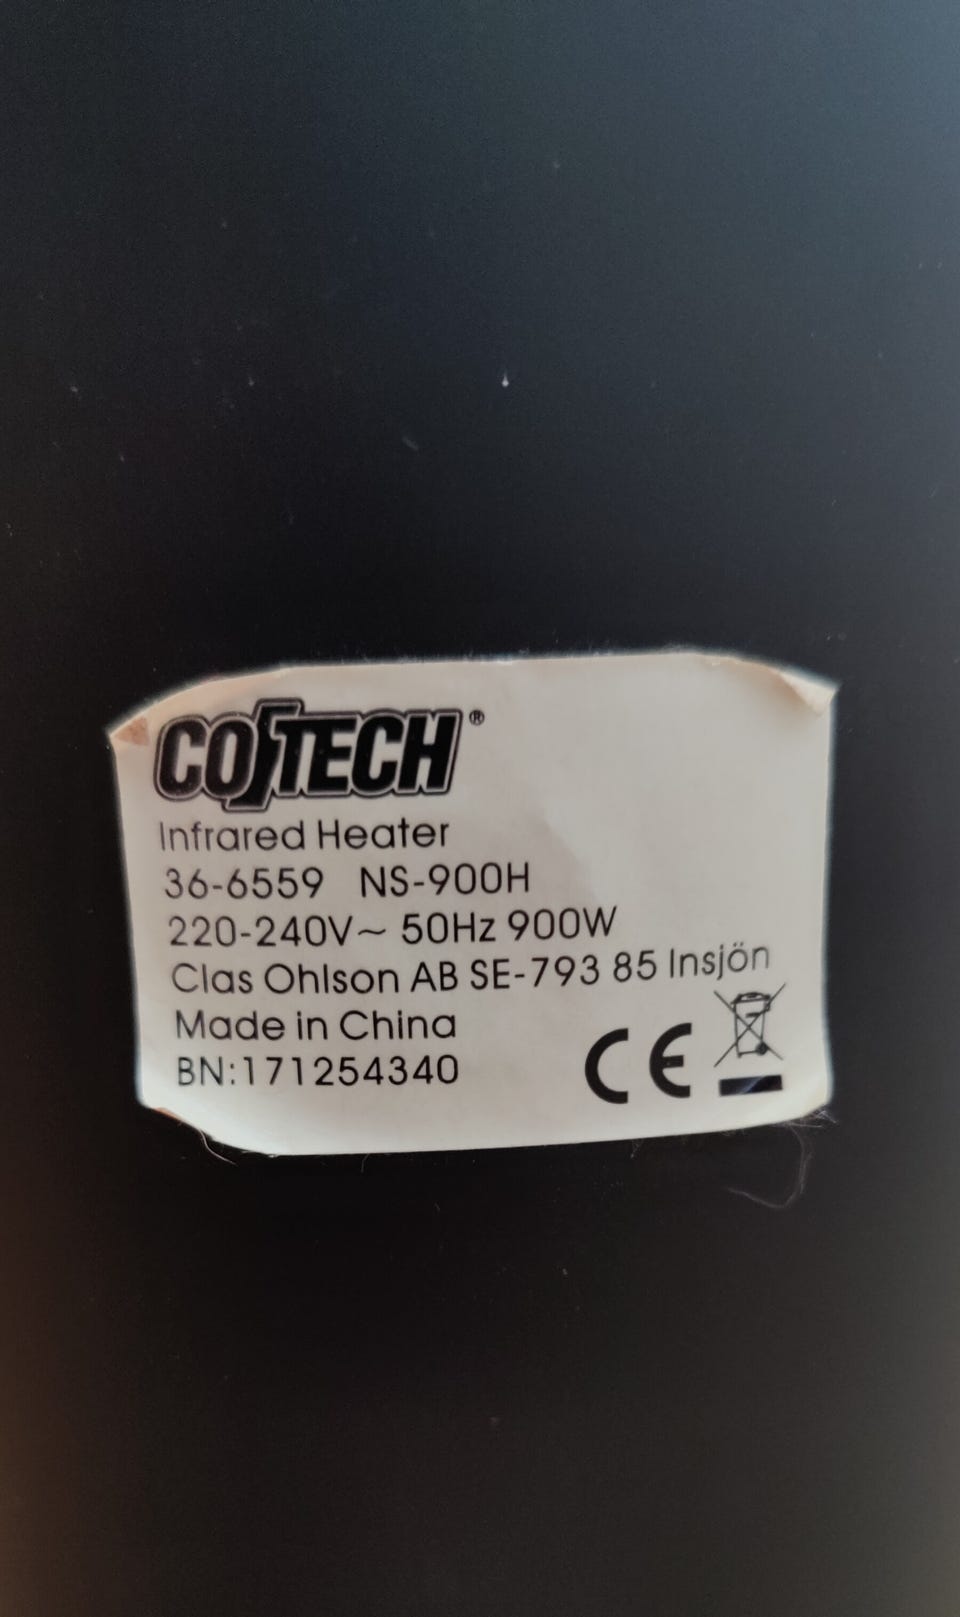 COTECH®
Infrared Heater
36-6559 NS-900H
220-240V~ 50Hz 900W
Clas Ohlson AB SE-793 85 Insjön
Made in China
BN:171254340
CE